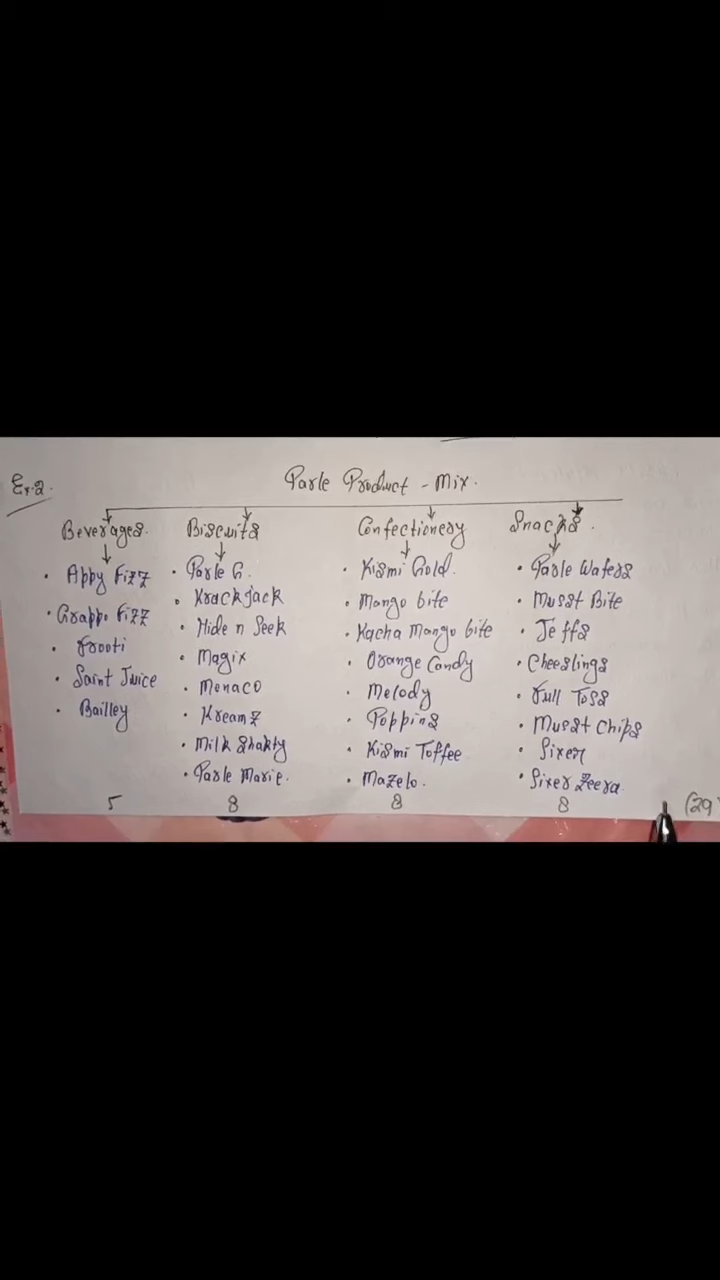 Ex.2. Parle Product - Mix.
Beverages. Biscuits Confectionery Snacks.
• Appy Fizz
• Grappo Fizz
• Frooti
• Saint Juice
• Bailley
5
• Parle G.
• Krackjack
• Hide n Seek
• Magix
• Monaco
• Kreamz
• Milk Shakty
• Parle Marie.
8
• Kismi Gold.
• Mango bite
• Kacha Mango bite
• Orange Candy
• Melody
• Poppins
• Kismi Toffee
• Mazelo.
8
• Parle Wafers
• Musst Bite
• Jeffs
• Cheeslings
• Full Toss
• Musst Chips
• Sixer
• Sixer Zeera
8
(29